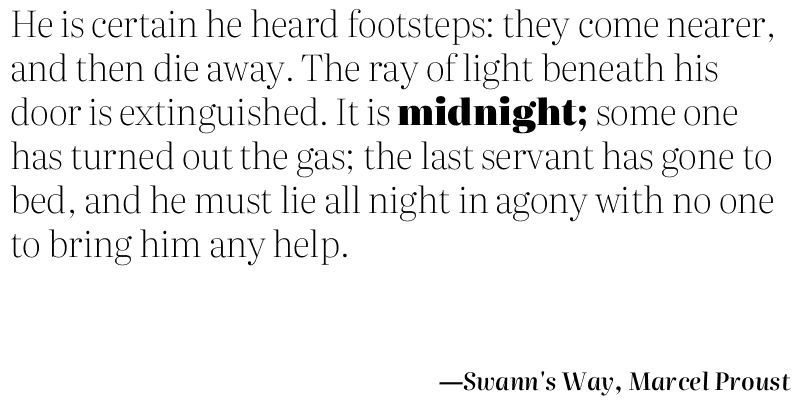 He is certain he heard footsteps: they come nearer,
and then die away. The ray of light beneath his
door is extinguished. It is midnight; some one
has turned out the gas; the last servant has gone to
bed, and he must lie all night in agony with no one
to bring him any help.
—Swann's Way, Marcel Proust